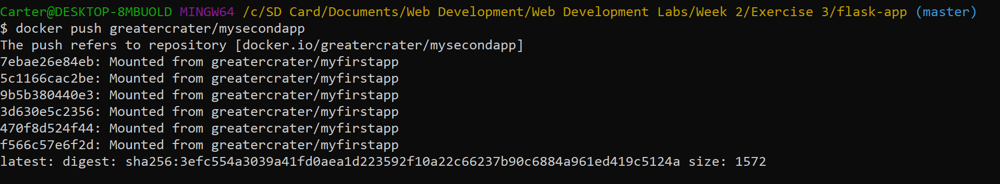 Carter@DESKTOP-8MBUOLD MINGW64 /c/SD Card/Documents/Web Development/Web Development Labs/Week 2/Exercise 3/flask-app (master)
$ docker push greatercrater/mysecondapp
The push refers to repository [docker.io/greatercrater/mysecondapp]
7ebae26e84eb: Mounted from greatercrater/myfirstapp
5c1166cac2be: Mounted from greatercrater/myfirstapp
9b5b380440e3: Mounted from greatercrater/myfirstapp
3d630e5c2356: Mounted from greatercrater/myfirstapp
470f8d524f44: Mounted from greatercrater/myfirstapp
f566c57e6f2d: Mounted from greatercrater/myfirstapp
latest: digest: sha256:3efc554a3039a41fd0aea1d223592f10a22c66237b90c6884a961ed419c5124a size: 1572